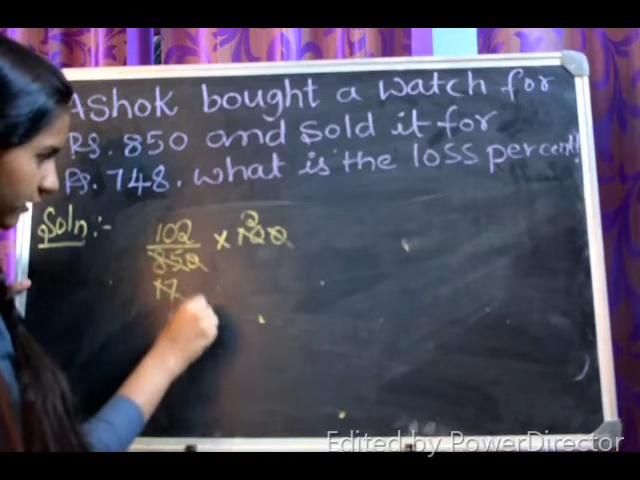 Ashok bought a watch for
Rs. 850 and sold it for
Rs. 748. what is the loss percent?
Soln :-
2
102 × 100
850
17
Edited by PowerDirector